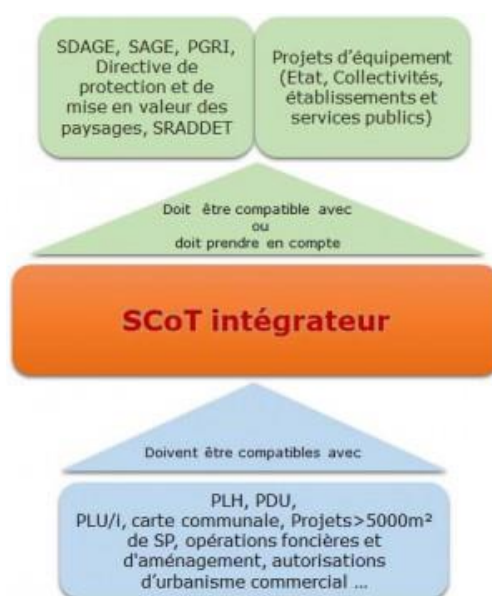 SDAGE, SAGE, PGRI,
Directive de
protection et de
mise en valeur des
paysages, SRADDET
Projets d'équipement
(Etat, Collectivités,
établissements et
services publics)
Doit être compatible avec
ou
doit prendre en compte
SCoT intégrateur
Doivent être compatibles avec
PLH, PDU,
PLU/i, carte communale, Projets>5000m²
de SP, opérations foncières et
d'aménagement, autorisations
d'urbanisme commercial ...